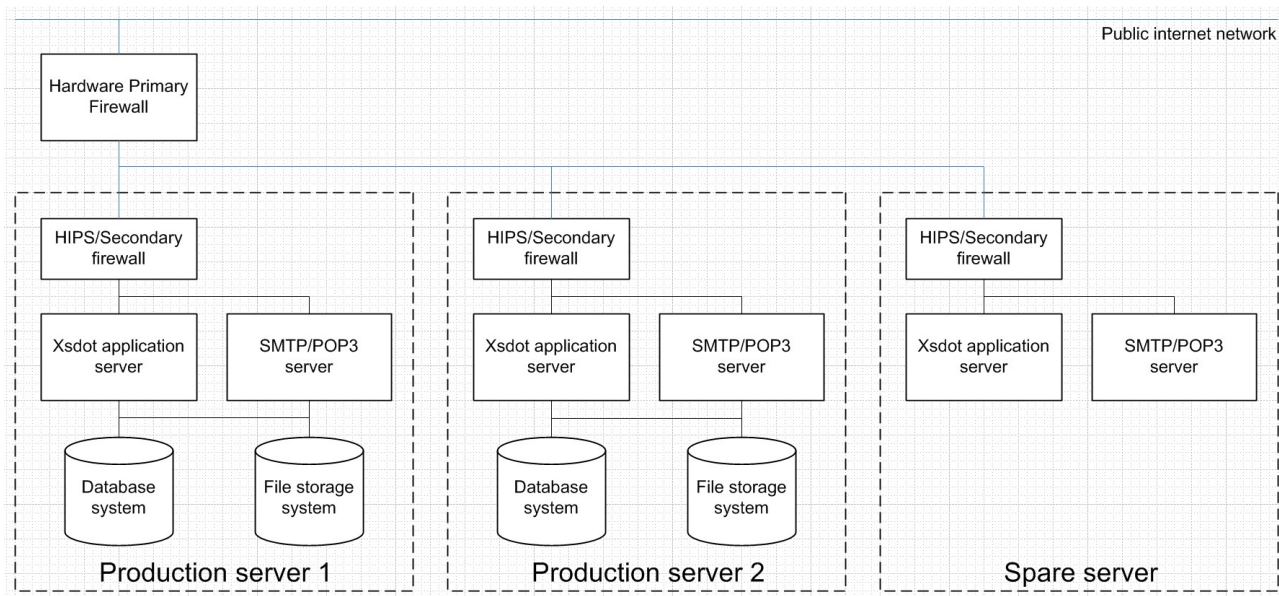 Public internet network
Hardware Primary
Firewall
HIPS/Secondary
firewall
HIPS/Secondary
firewall
HIPS/Secondary
firewall
Xsdot application
server
SMTP/POP3
server
Xsdot application
server
SMTP/POP3
server
Xsdot application
server
SMTP/POP3
server
Database
system
File storage
system
Database
system
File storage
system
Production server 1
Production server 2
Spare server